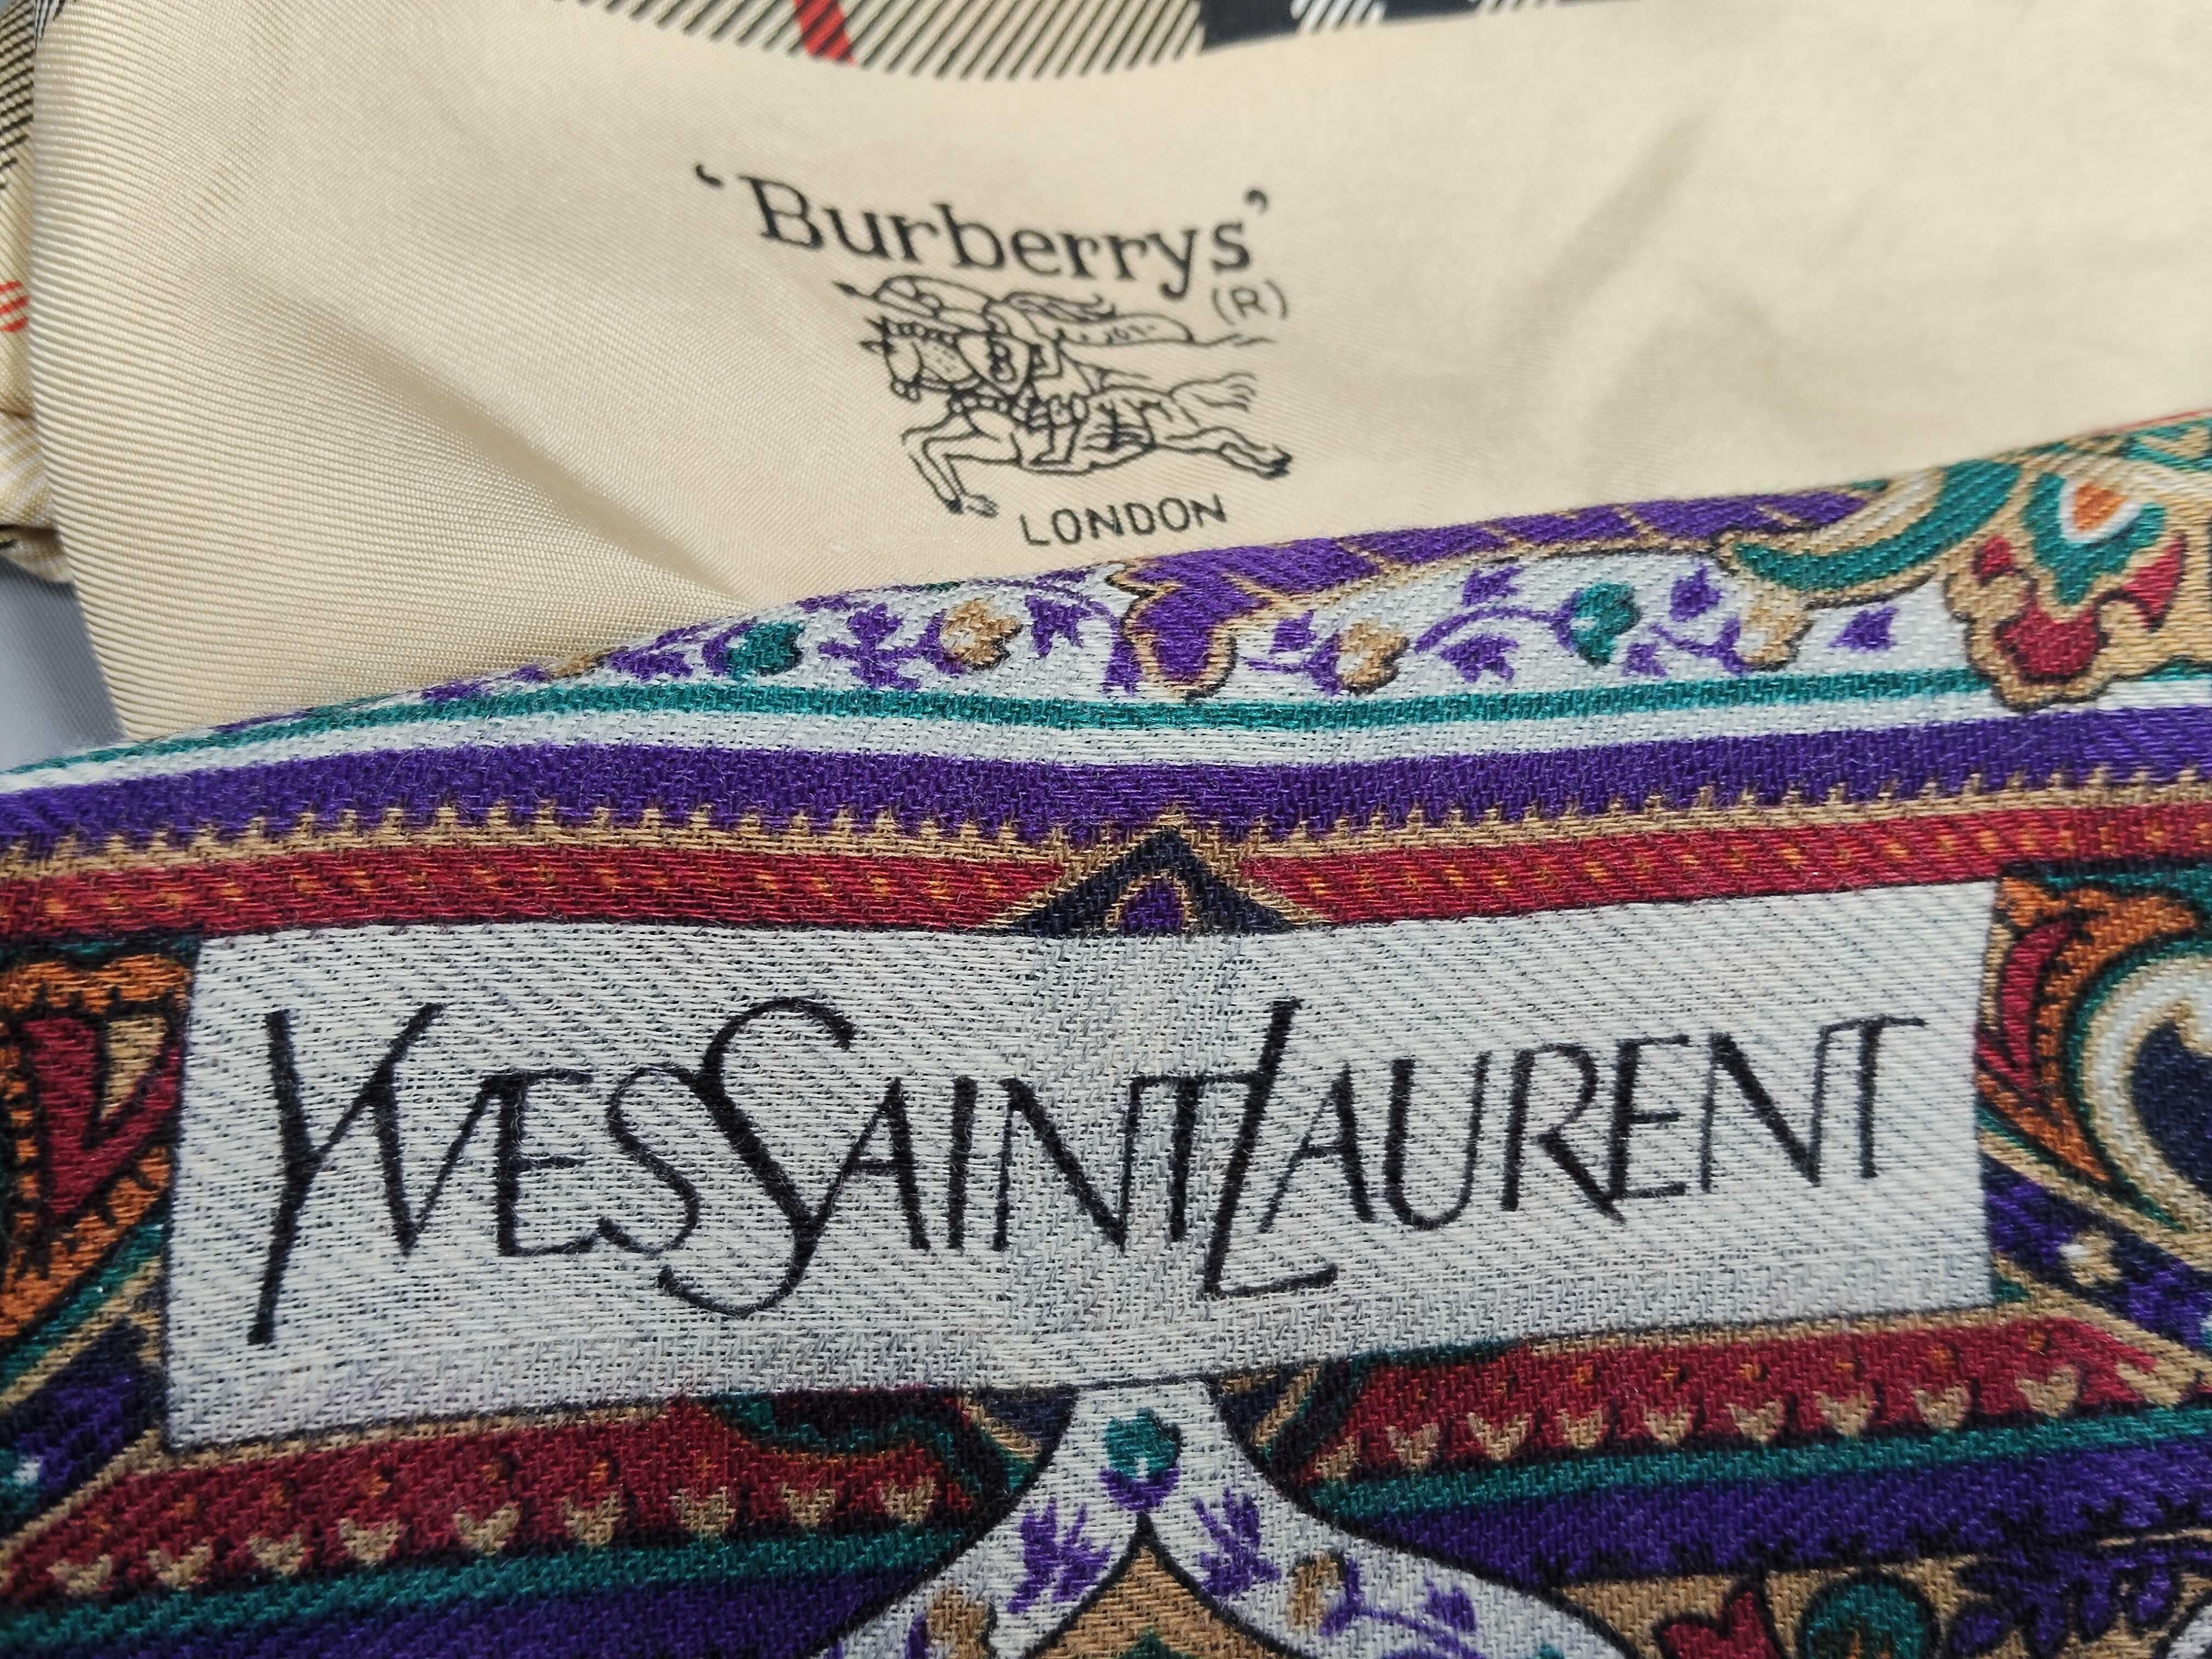 ‘Burberrys’
(R)
LONDON
YVESSAINTLAURENT